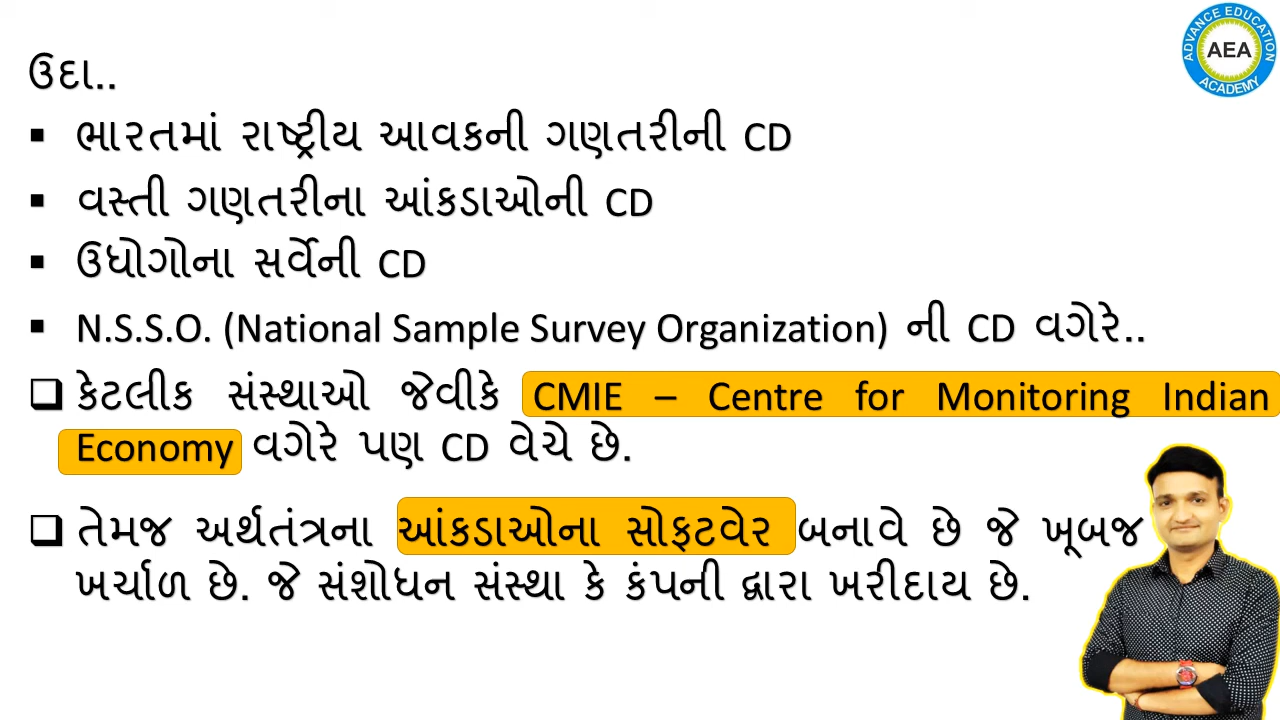 ADVANCE EDUCATION
AEA
ACADEMY
ઉદા..
▪ ભારતમાં રાષ્ટ્રીય આવકની ગણતરીની CD
▪ વસ્તી ગણતરીના આંકડાઓની CD
▪ ઉધોગોના સર્વેની CD
▪ N.S.S.O. (National Sample Survey Organization) ની CD વગેરે..
❑ કેટલીક સંસ્થાઓ જેવીકે CMIE – Centre for Monitoring Indian
Economy વગેરે પણ CD વેચે છે.
❑ તેમજ અર્થતંત્રના આંકડાઓના સોફટવેર બનાવે છે જે ખૂબજ
ખર્ચાળ છે. જે સંશોધન સંસ્થા કે કંપની દ્વારા ખરીદાય છે.